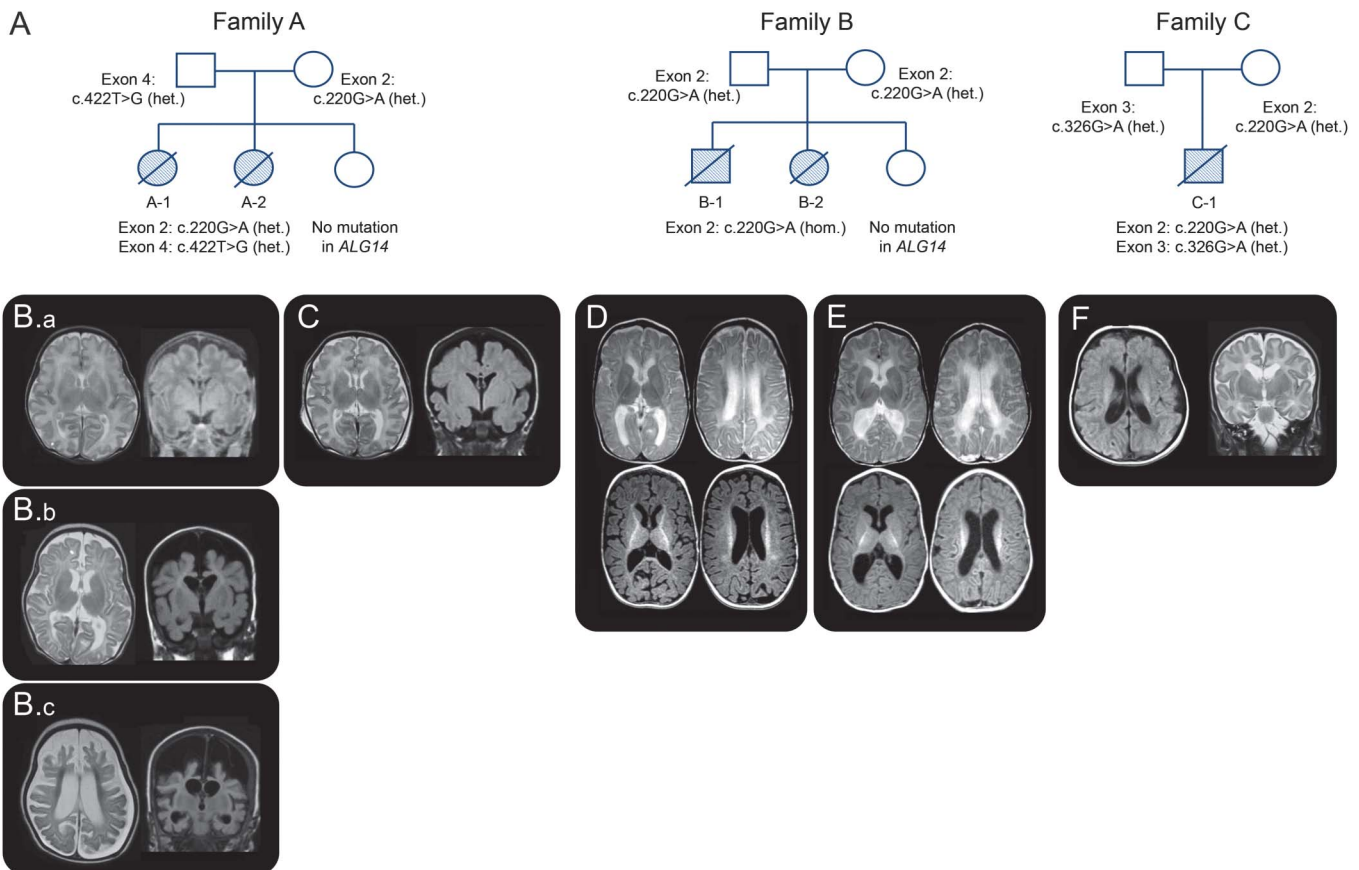 A
Family A
Family B
Family C
Exon 4:
c.422T>G (het.)
Exon 2:
c.220G>A (het.)
Exon 2:
c.220G>A (het.)
Exon 2:
c.220G>A (het.)
Exon 3:
c.326G>A (het.)
Exon 2:
c.220G>A (het.)
A-1
A-2
Exon 2: c.220G>A (het.)
Exon 4: c.422T>G (het.)
No mutation
in ALG14
B-1
B-2
Exon 2: c.220G>A (hom.)
No mutation
in ALG14
C-1
Exon 2: c.220G>A (het.)
Exon 3: c.326G>A (het.)
B.a
C
D
E
F
B.b
B.c